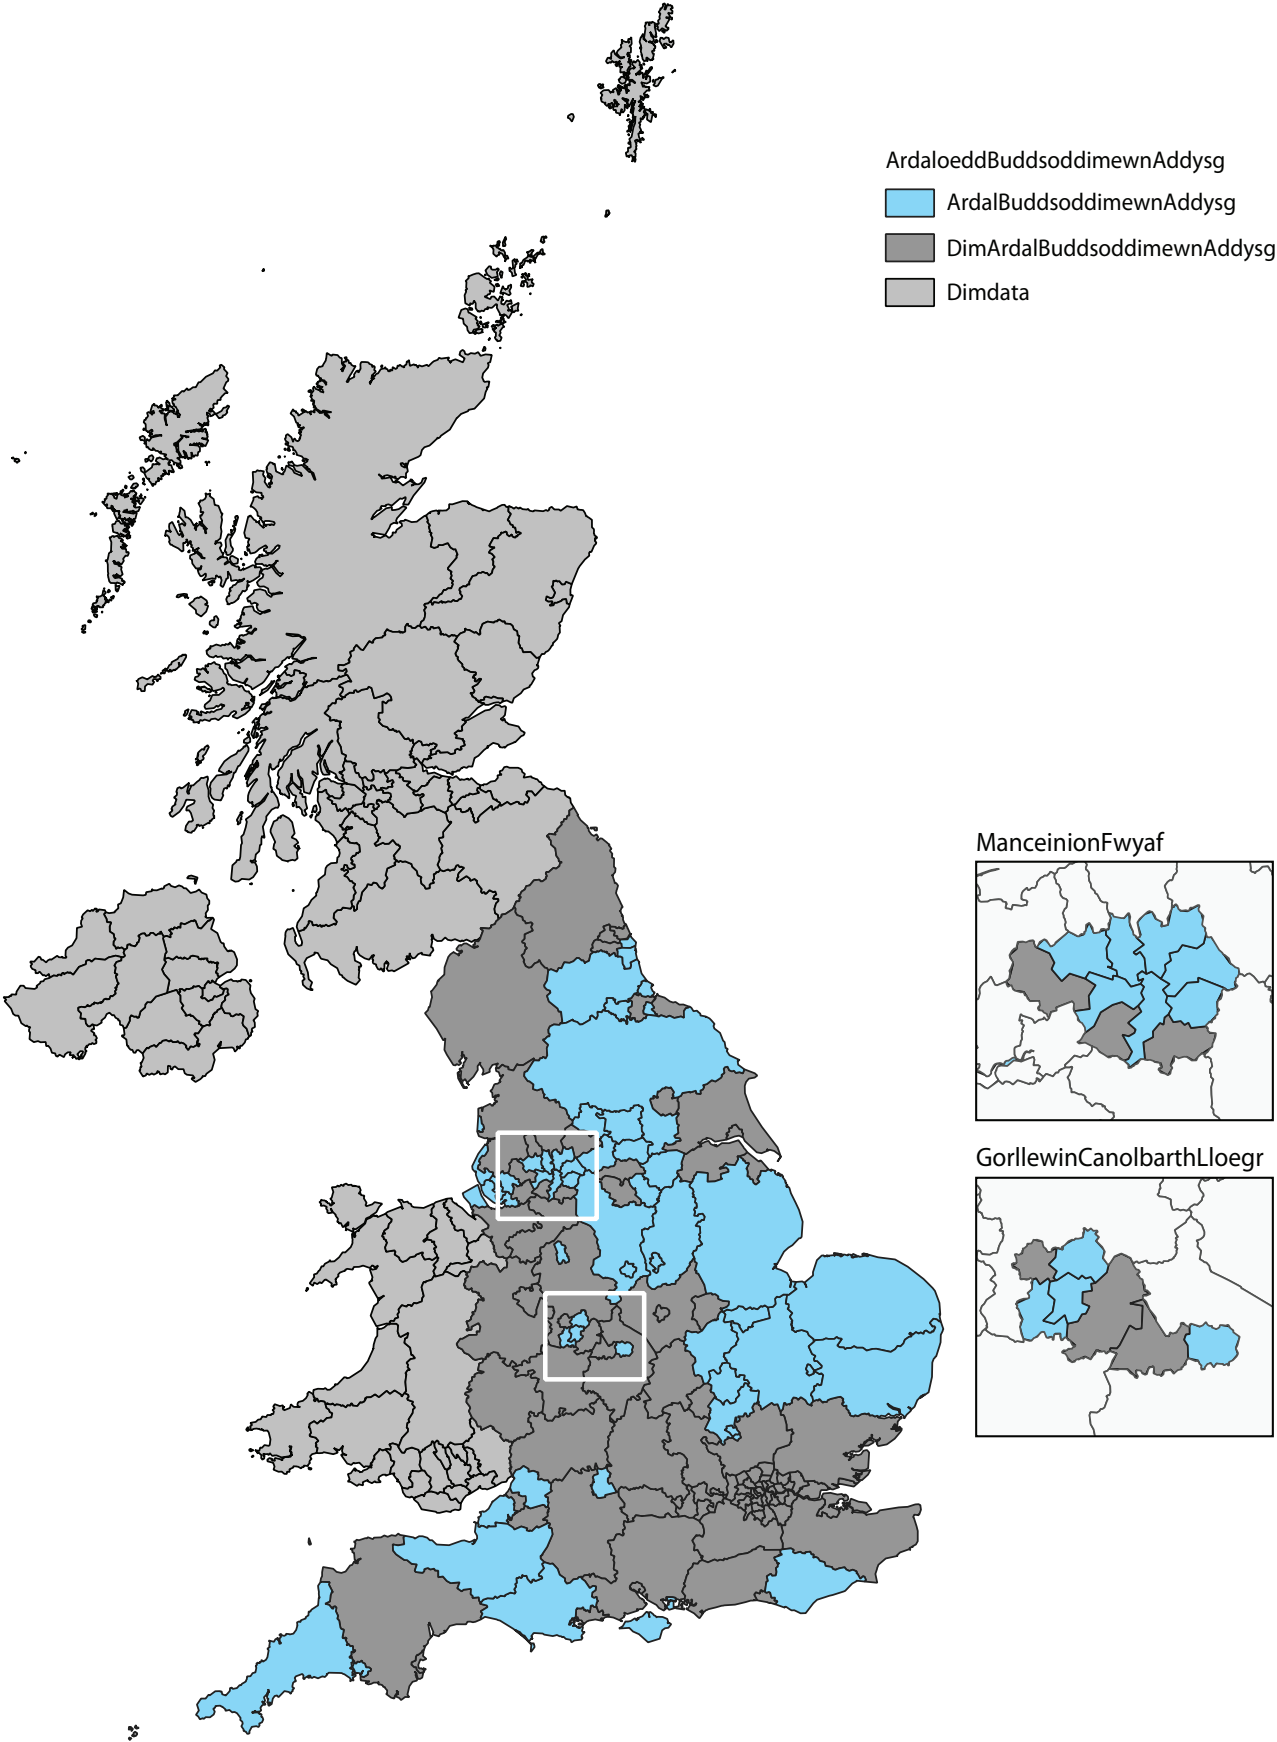 ArdaloeddBuddsoddimewnAddysg
ArdalBuddsoddimewnAddysg
DimArdalBuddsoddimewnAddysg
Dimdata
ManceinionFwyaf
GorllewinCanolbarthLloegr